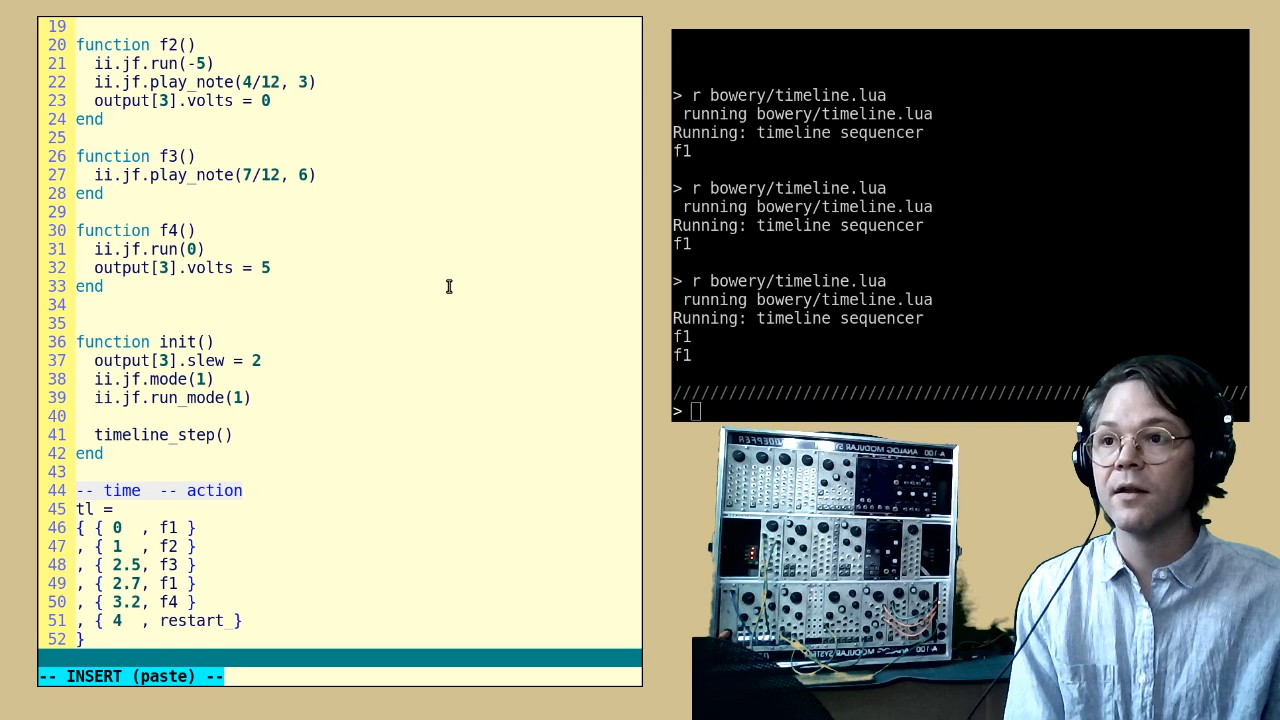 19
20 function f2()
21   ii.jf.run(-5)
22   ii.jf.play_note(4/12, 3)
23   output[3].volts = 0
24 end
25
26 function f3()
27   ii.jf.play_note(7/12, 6)
28 end
29
30 function f4()
31   ii.jf.run(0)
32   output[3].volts = 5
33 end
34
35
36 function init()
37   output[3].slew = 2
38   ii.jf.mode(1)
39   ii.jf.run_mode(1)
40
41   timeline_step()
42 end
43
44 -- time  -- action
45 tl =
46 { { 0  , f1 }
47 , { 1  , f2 }
48 , { 2.5, f3 }
49 , { 2.7, f1 }
50 , { 3.2, f4 }
51 , { 4  , restart }
52 }
-- INSERT (paste) --
> r bowery/timeline.lua
 running bowery/timeline.lua
Running: timeline sequencer
f1
> r bowery/timeline.lua
 running bowery/timeline.lua
Running: timeline sequencer
f1
> r bowery/timeline.lua
 running bowery/timeline.lua
Running: timeline sequencer
f1
f1
>
DOEPFER
ANALOG MODULAR SYSTEM A-100